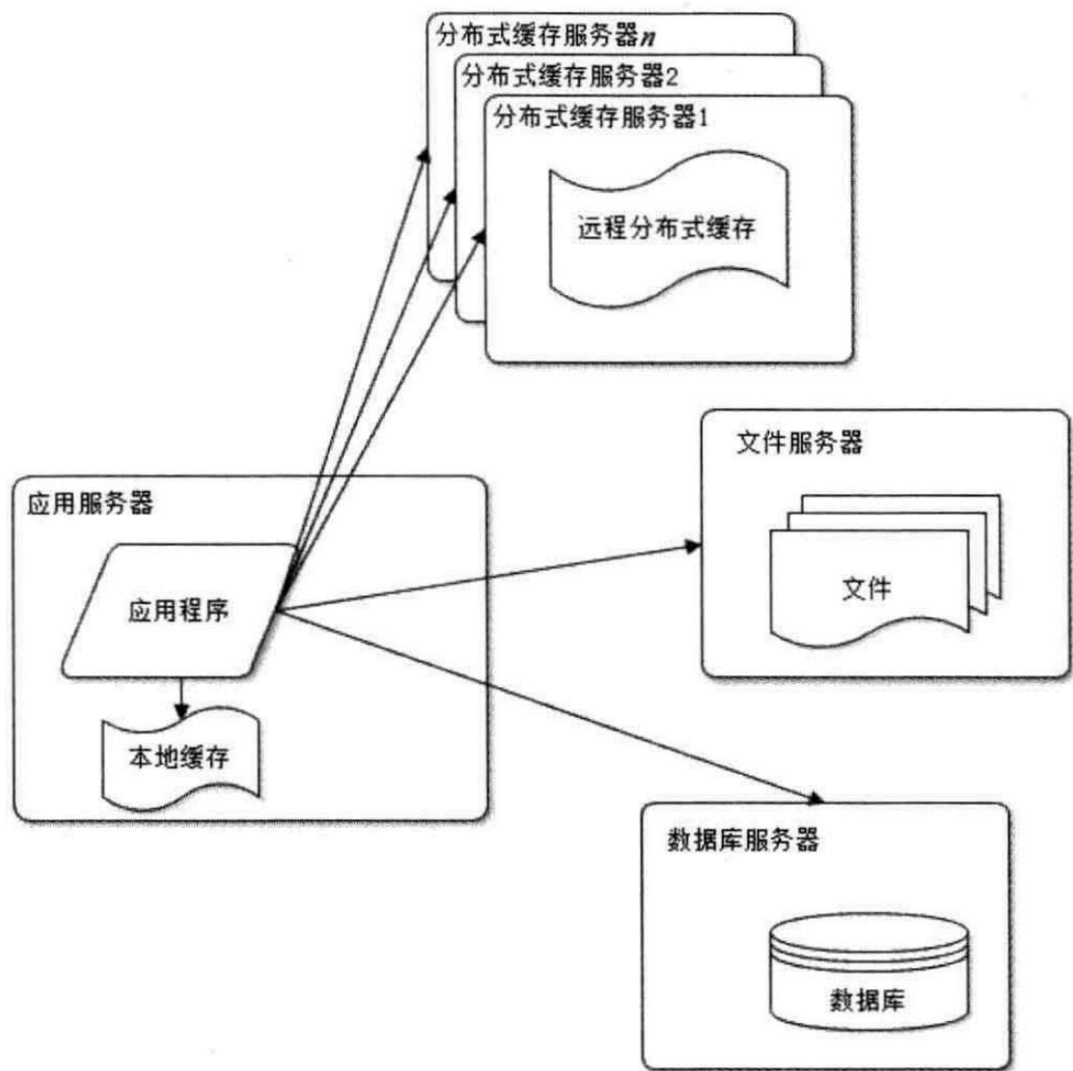 分布式缓存服务器n
分布式缓存服务器2
分布式缓存服务器1
远程分布式缓存
文件服务器
文件
应用服务器
应用程序
本地缓存
数据库服务器
数据库